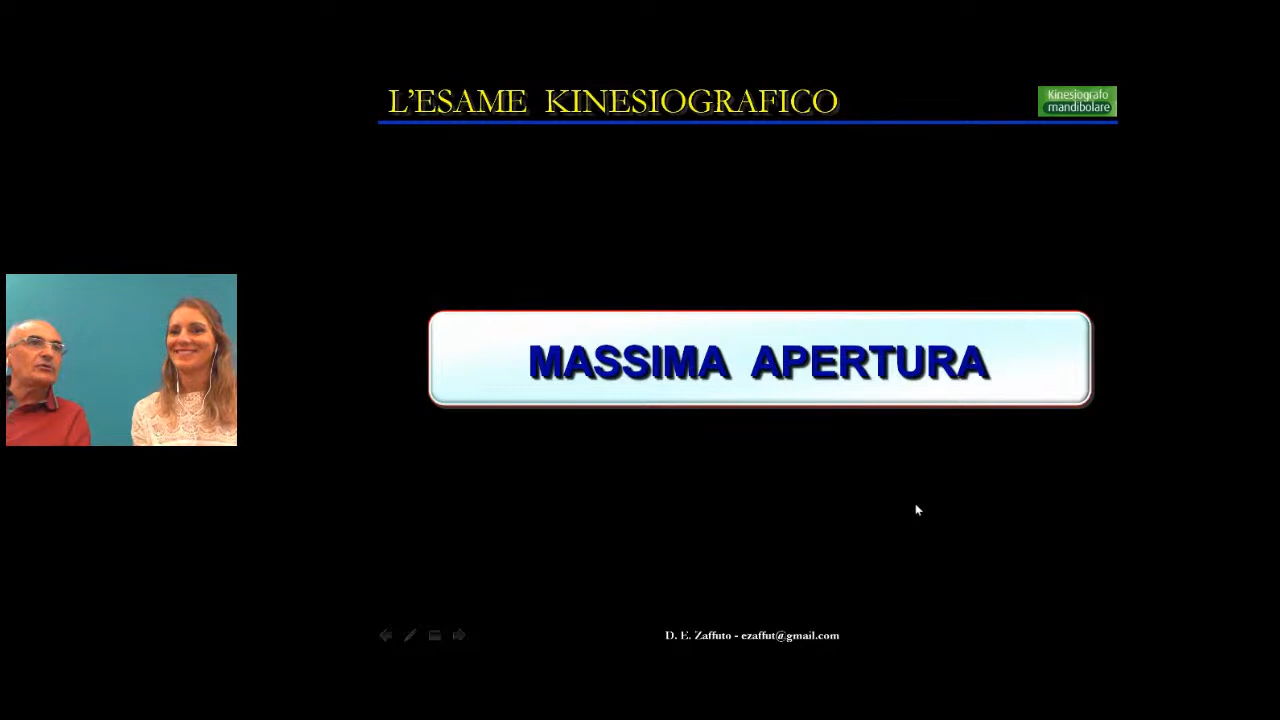 L'ESAME KINESIOGRAFICO
Kinesiografo
mandibolare
MASSIMA APERTURA
D. E. Zaffuto - ezaffut@gmail.com